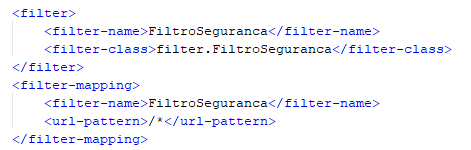 <filter>
<filter-name>FiltroSeguranca</filter-name>
<filter-class>filter.FiltroSeguranca</filter-class>
</filter>
<filter-mapping>
<filter-name>FiltroSeguranca</filter-name>
<url-pattern>/*</url-pattern>
</filter-mapping>